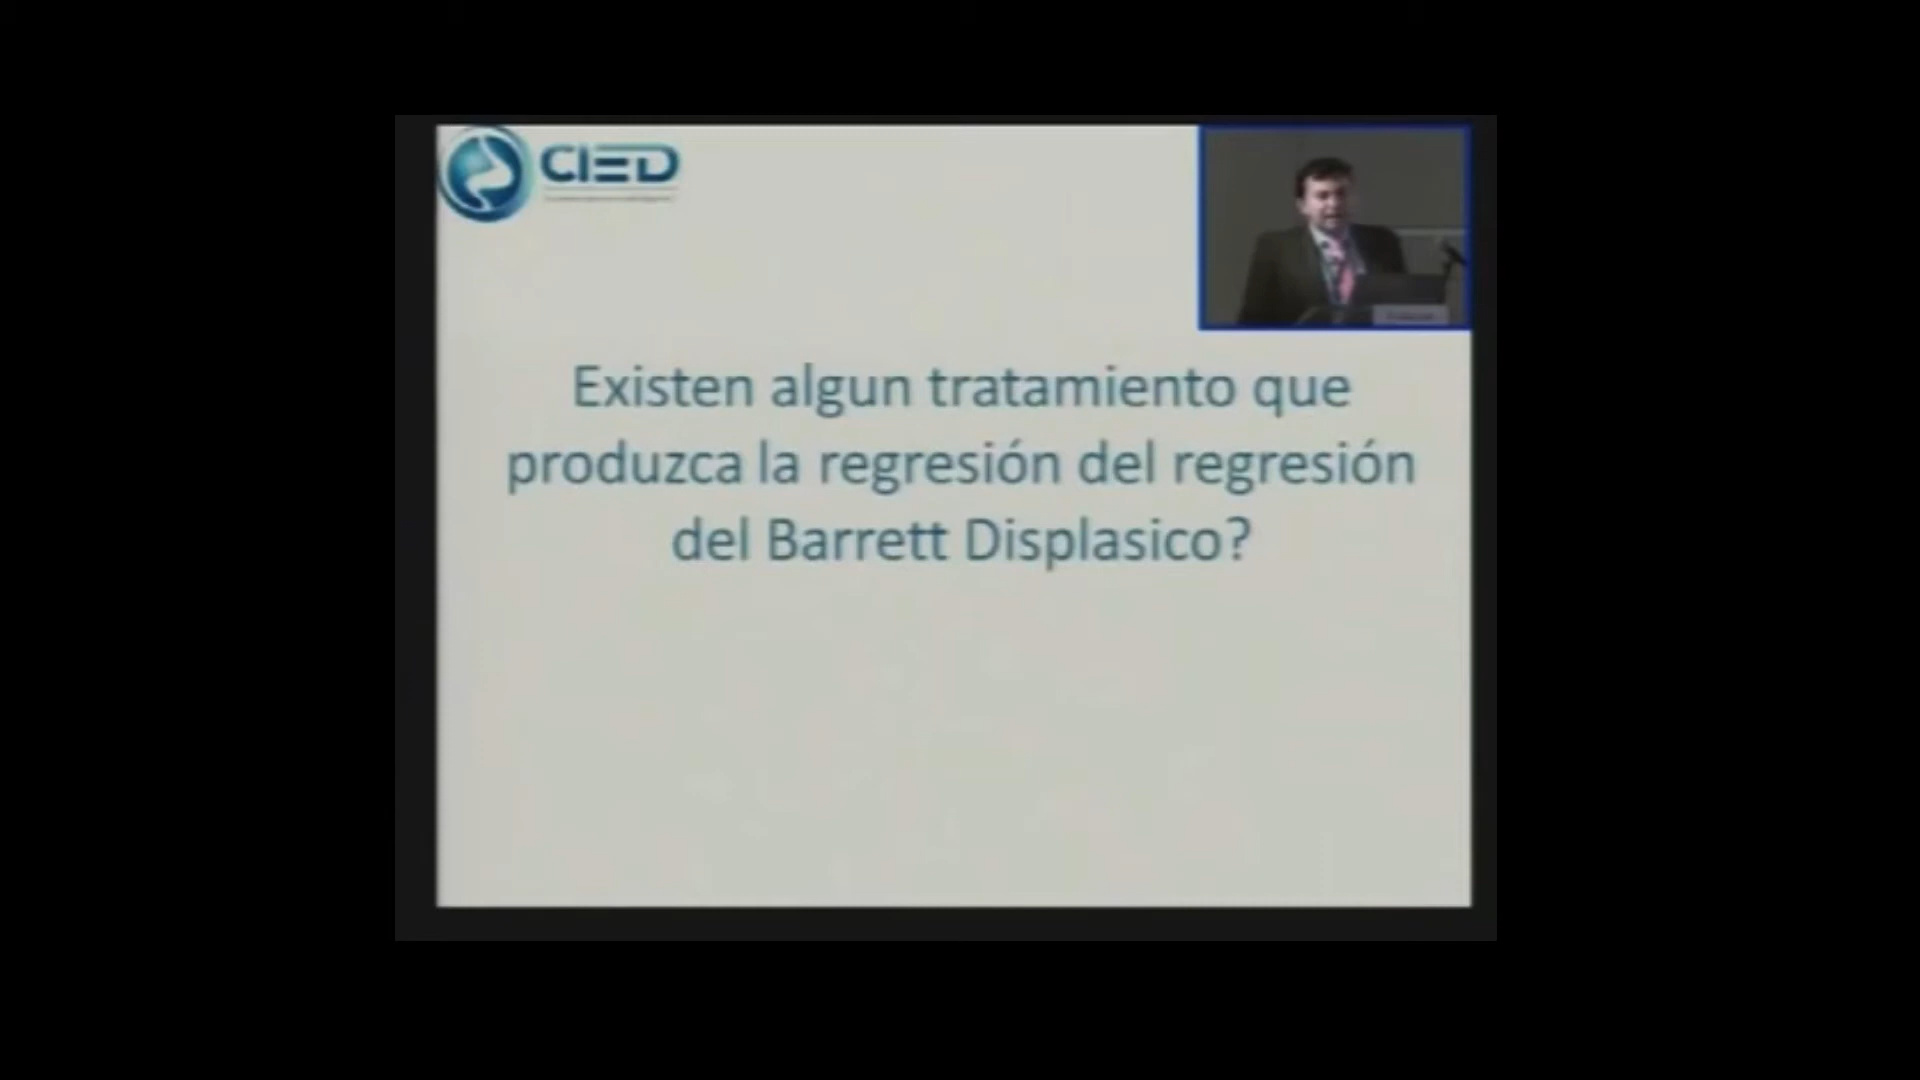 CIED
Existen algun tratamiento que
produzca la regresión del regresión
del Barrett Displasico?